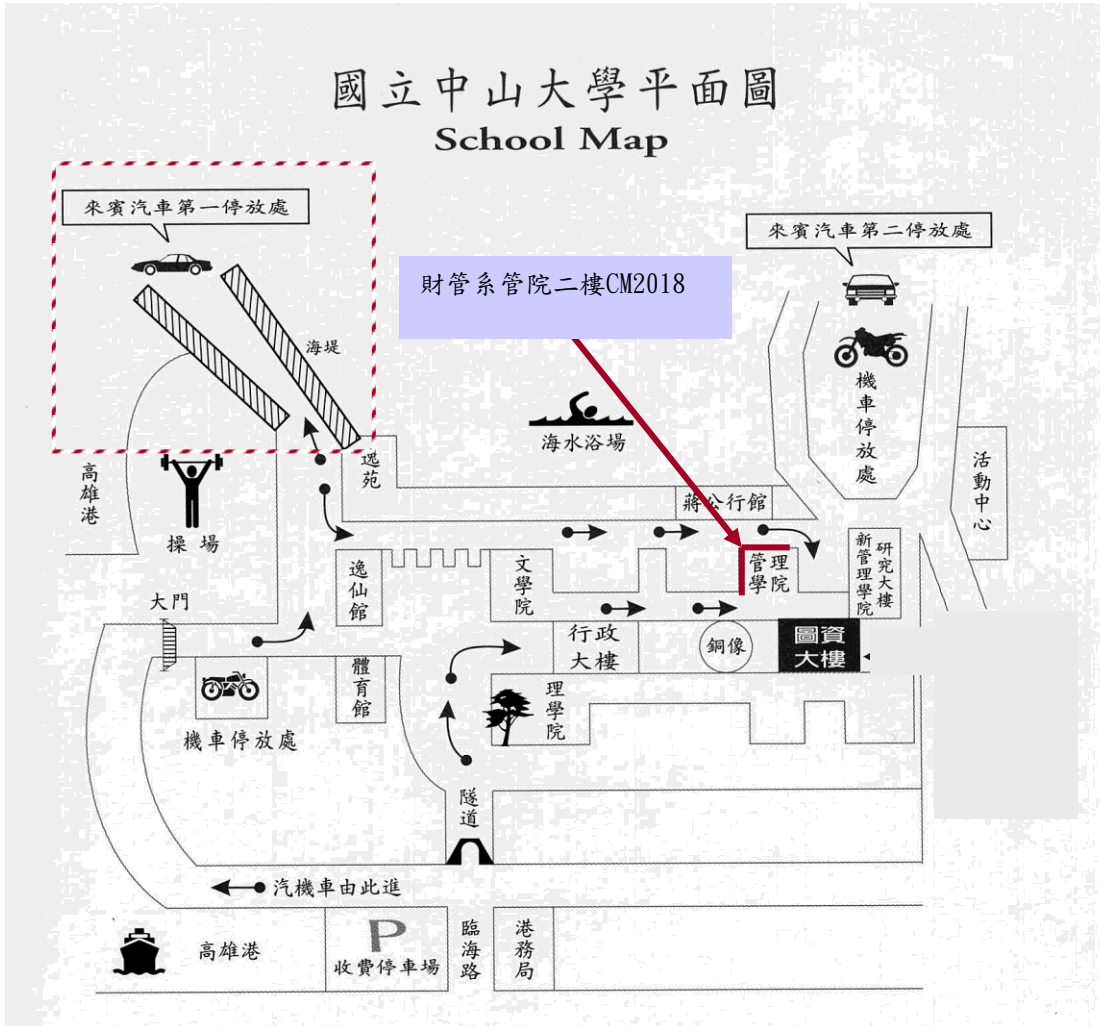 國立中山大學平面圖
School Map
來賓汽車第一停放處
來賓汽車第二停放處
財管系管院二樓CM2018
海堤
機車停放處
海水浴場
活動中心
高雄港
逸苑
蔣公行館
操場
逸仙館
文學院
管理
學院
新管理學院
研究大樓
大門
行政
大樓
銅像
圖資
大樓
體育館
理學院
機車停放處
隧道
汽機車由此進
高雄港
P
收費停車場
臨海路
港務局